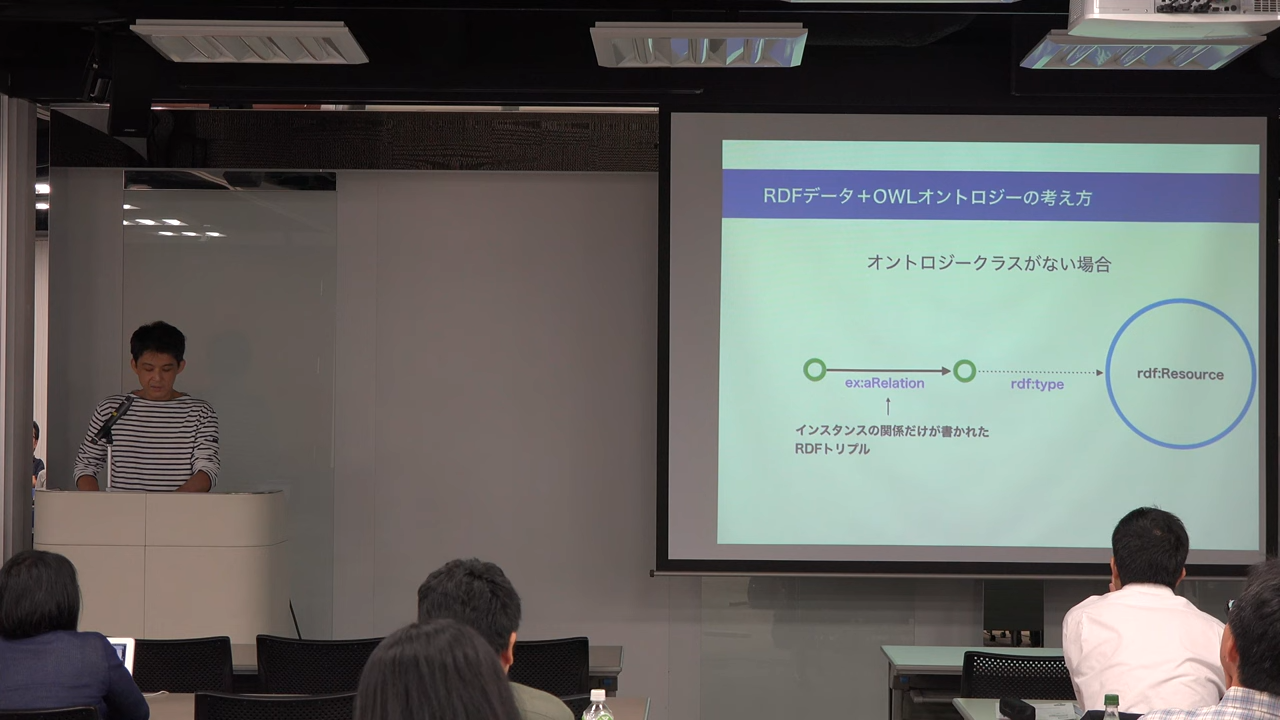 RDFデータ＋OWLオントロジーの考え方
オントロジークラスがない場合
ex:aRelation
rdf:type
rdf:Resource
インスタンスの関係だけが書かれた
RDFトリプル